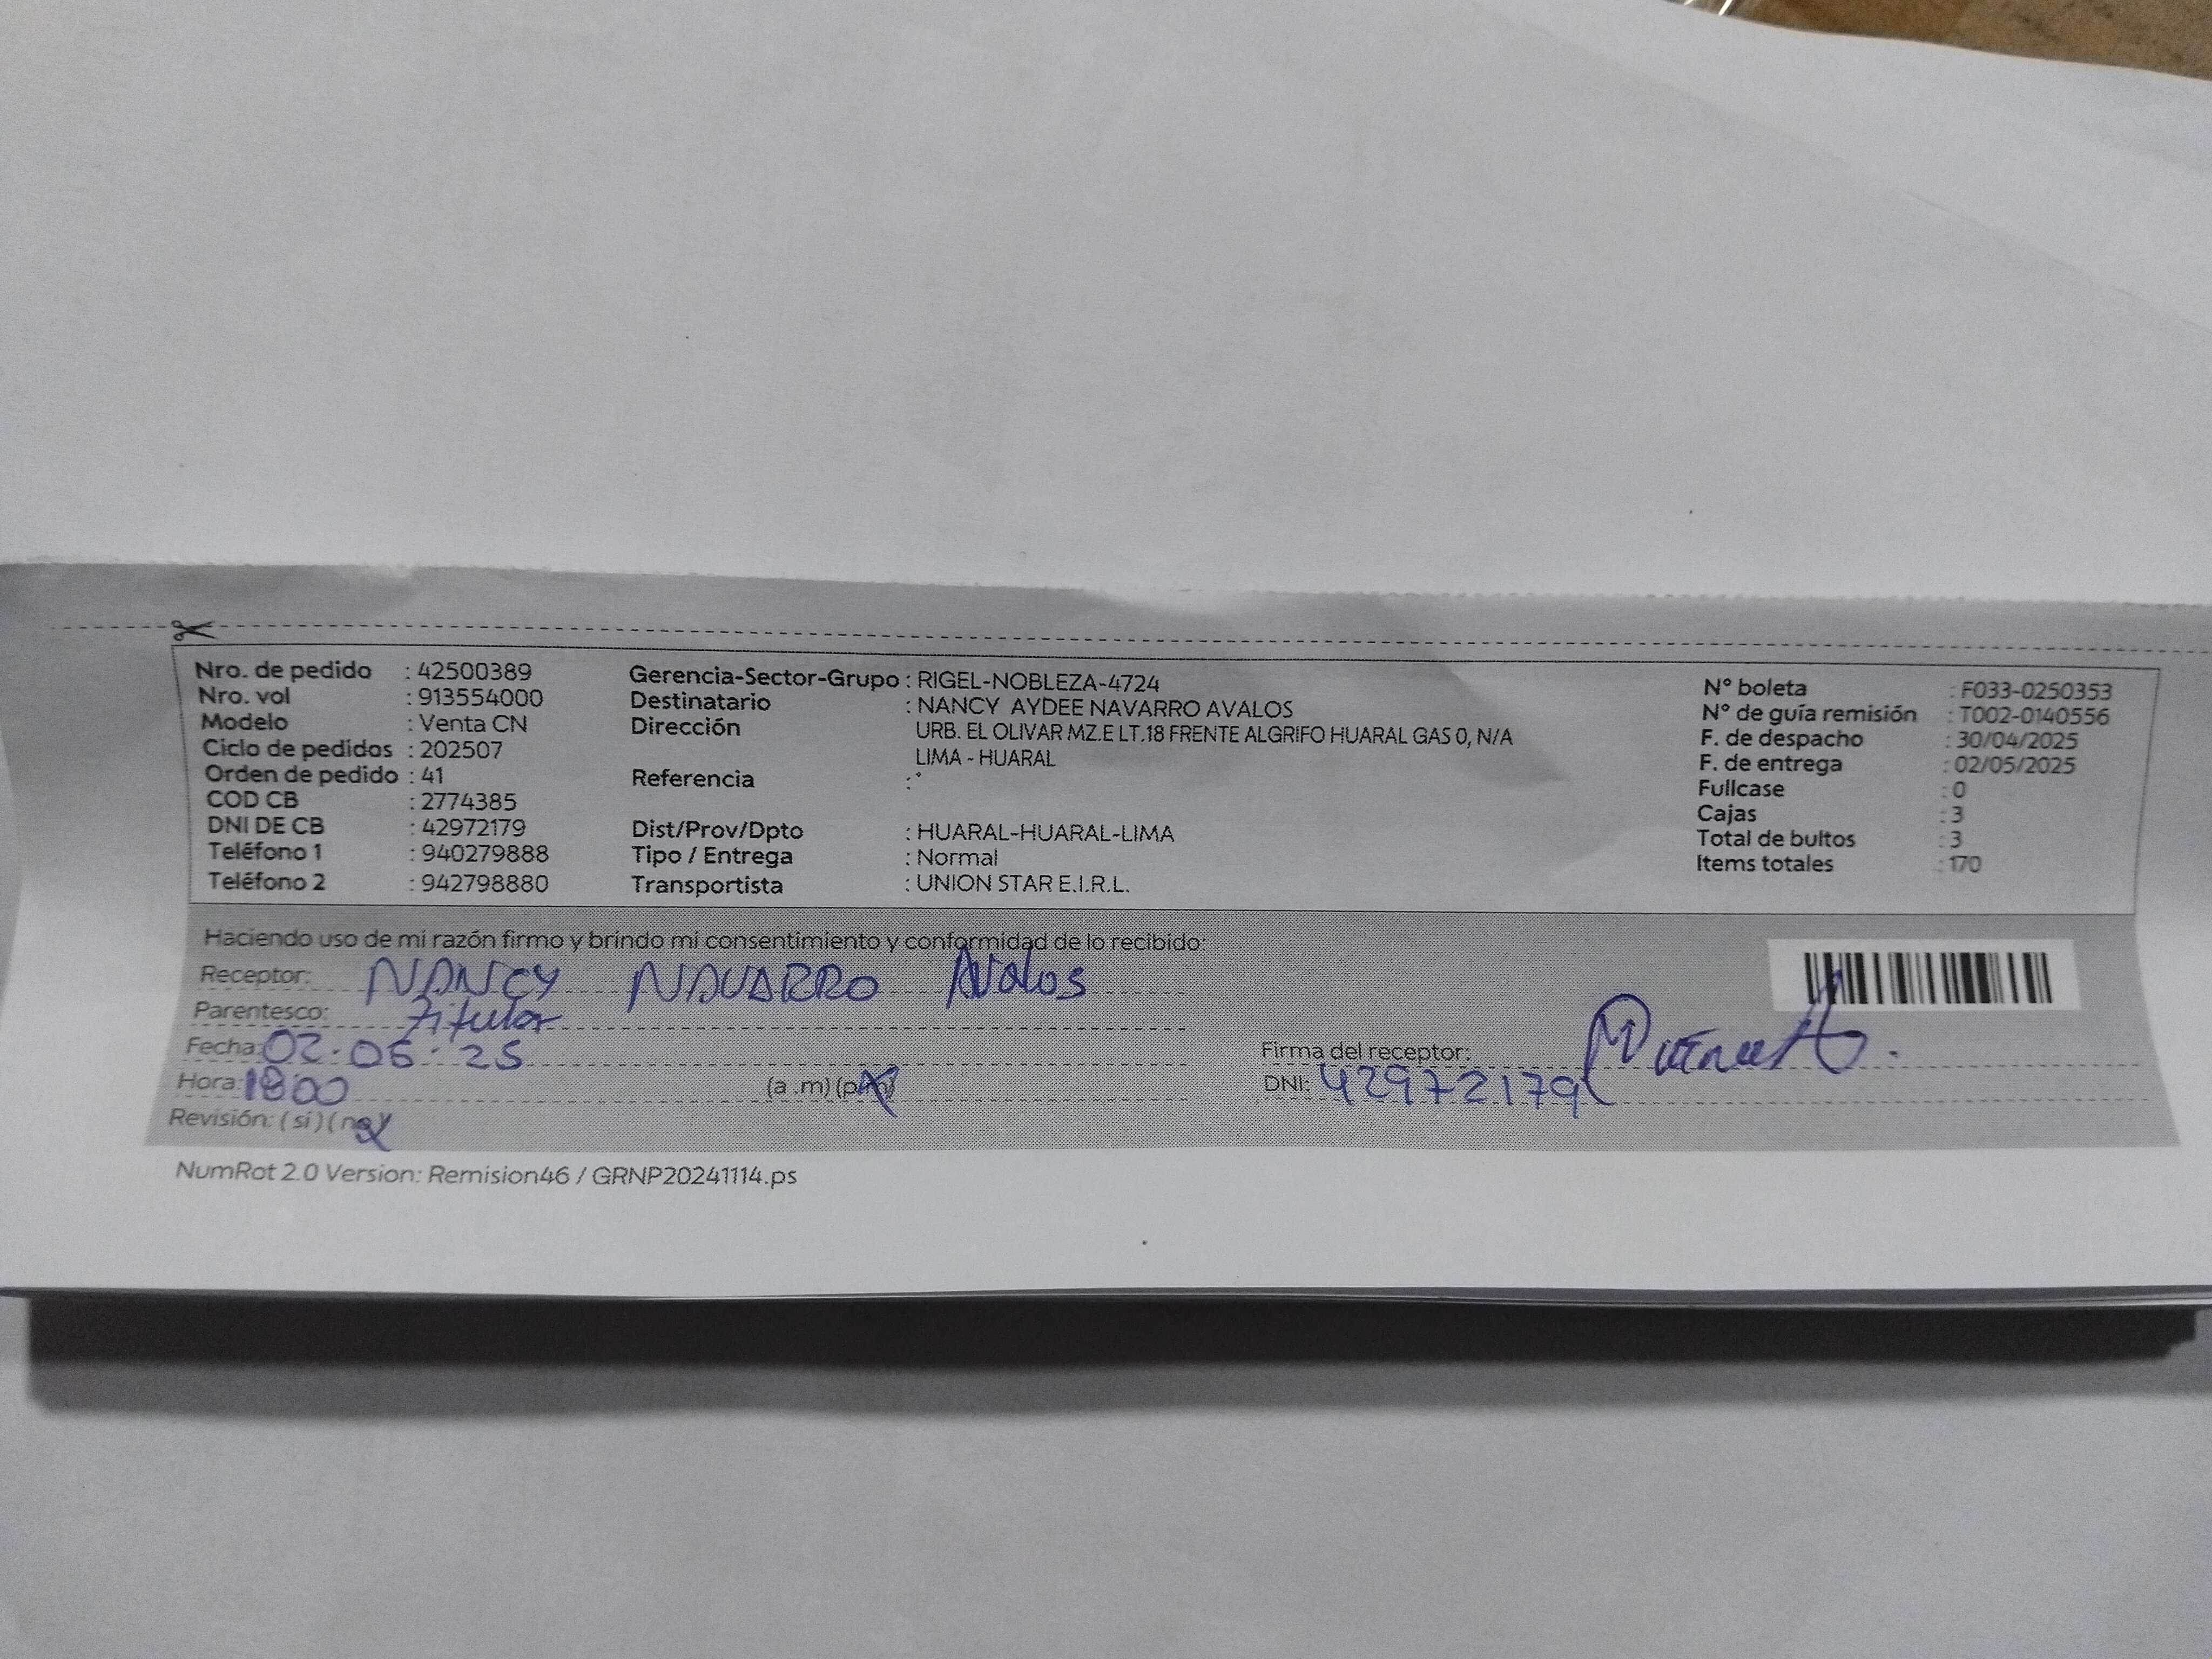 Nro. de pedido : 42500389
Nro. vol : 913554000
Modelo : Venta CN
Ciclo de pedidos : 202507
Orden de pedido : 41
COD CB : 2774385
DNI DE CB : 42972179
Teléfono 1 : 940279888
Teléfono 2 : 942798880
Gerencia-Sector-Grupo : RIGEL-NOBLEZA-4724
Destinatario : NANCY AYDEE NAVARRO AVALOS
Dirección URB. EL OLIVAR MZ.E LT.18 FRENTE ALGRIFO HUARAL GAS 0, N/A
LIMA - HUARAL
Referencia : *
Dist/Prov/Dpto : HUARAL-HUARAL-LIMA
Tipo / Entrega : Normal
Transportista : UNION STAR E.I.R.L.
N° boleta : F033-0250353
N° de guía remisión : T002-0140556
F. de despacho : 30/04/2025
F. de entrega : 02/05/2025
Fullcase : 0
Cajas : 3
Total de bultos : 3
Items totales : 170
Haciendo uso de mi razón firmo y brindo mi consentimiento y conformidad de lo recibido:
Receptor: NANCY NAVARRO AvAlos
Parentesco: Titular
Fecha: 02.05.25
Hora: 1800 (a .m) (p.m)
Revisión: ( si ) ( no )
Firma del receptor:
DNI: 42972179
NumRot 2.0 Version: Remision46 / GRNP20241114.ps